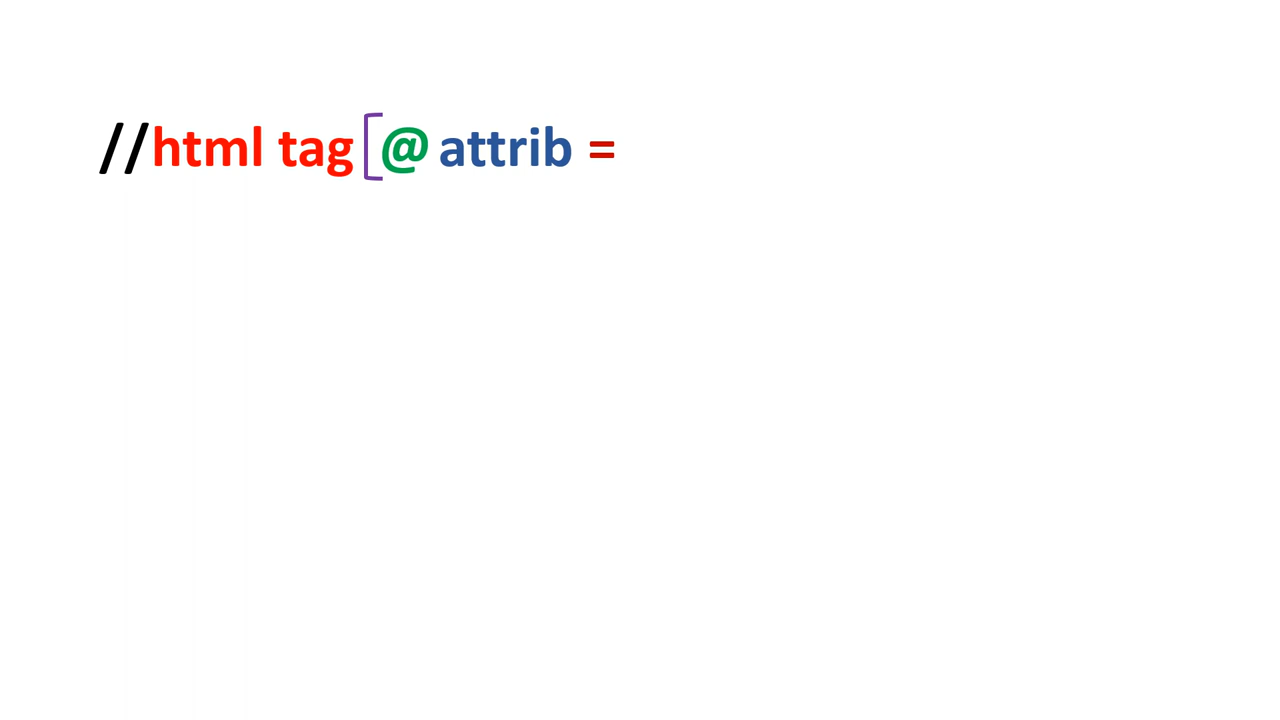 //html tag [@ attrib =